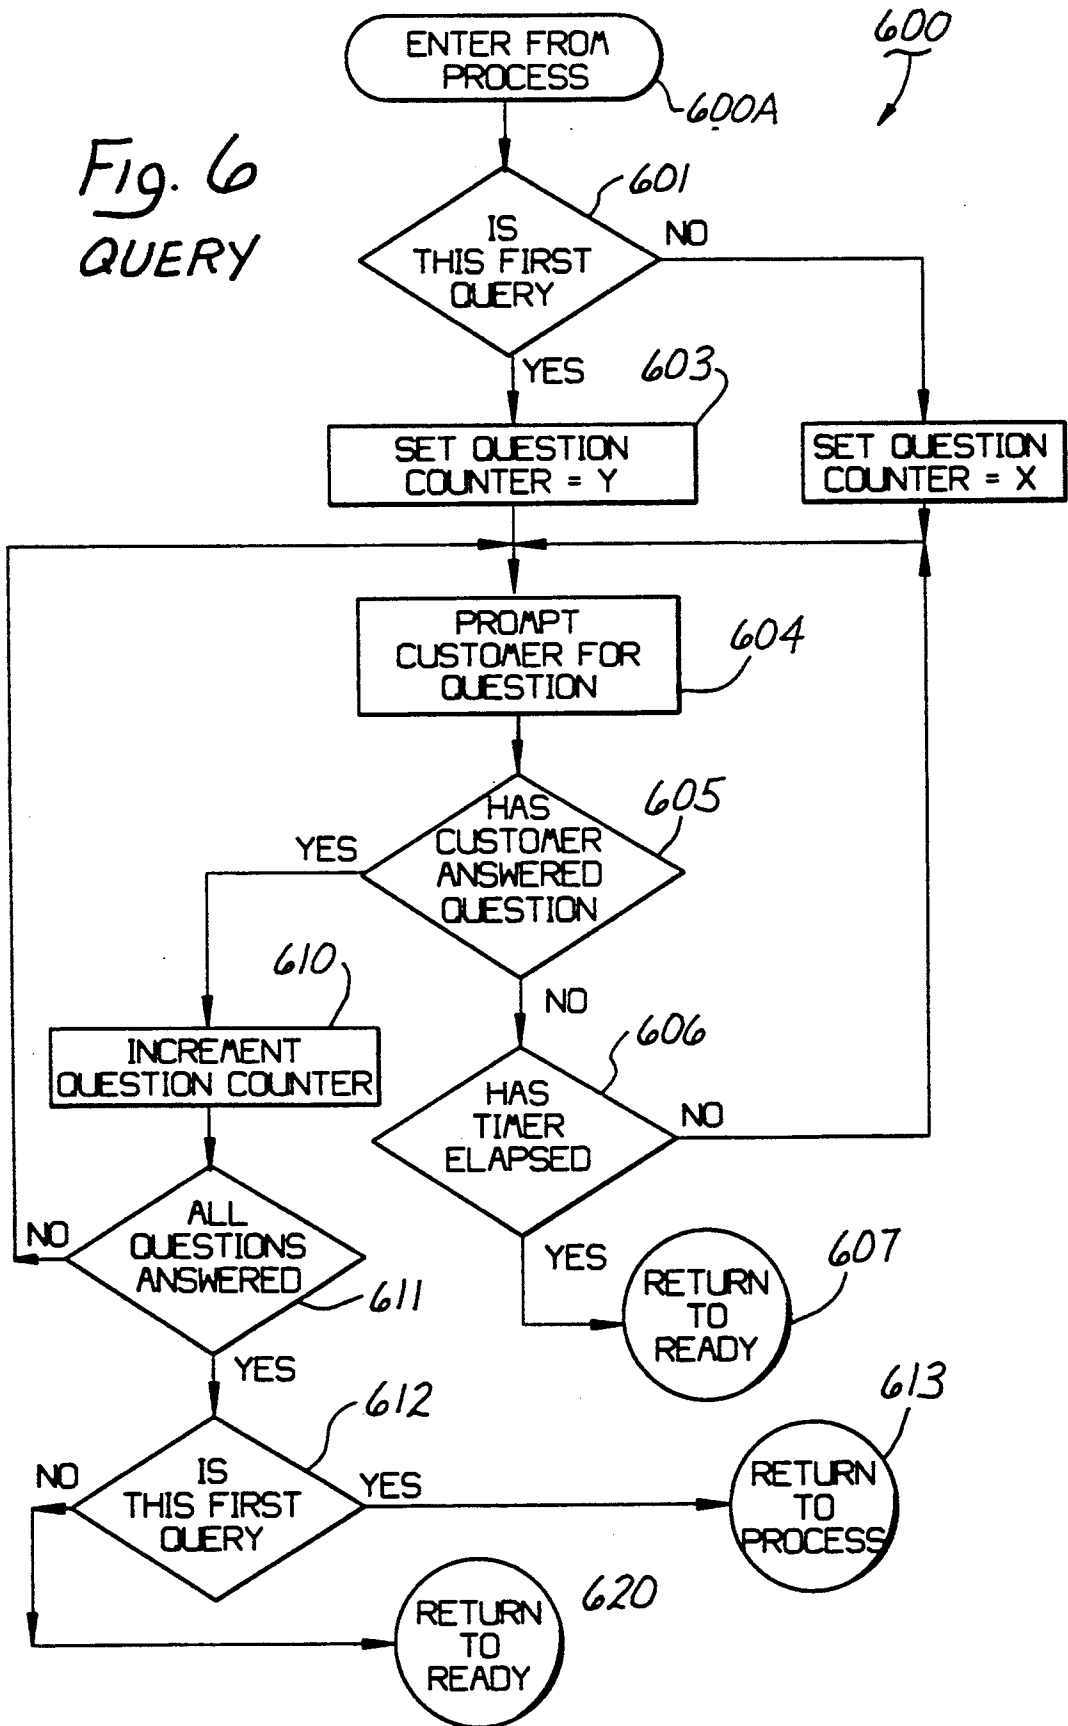 600
ENTER FROM
PROCESS
600A
Fig. 6
QUERY
601
IS
THIS FIRST
QUERY
NO
YES
603
SET QUESTION
COUNTER = Y
SET QUESTION
COUNTER = X
PROMPT
CUSTOMER FOR
QUESTION
604
HAS
CUSTOMER
ANSWERED
QUESTION
605
YES
NO
610
INCREMENT
QUESTION COUNTER
606
HAS
TIMER
ELAPSED
NO
YES
ALL
QUESTIONS
ANSWERED
NO
611
YES
607
RETURN
TO
READY
612
IS
THIS FIRST
QUERY
NO
YES
613
RETURN
TO
PROCESS
620
RETURN
TO
READY